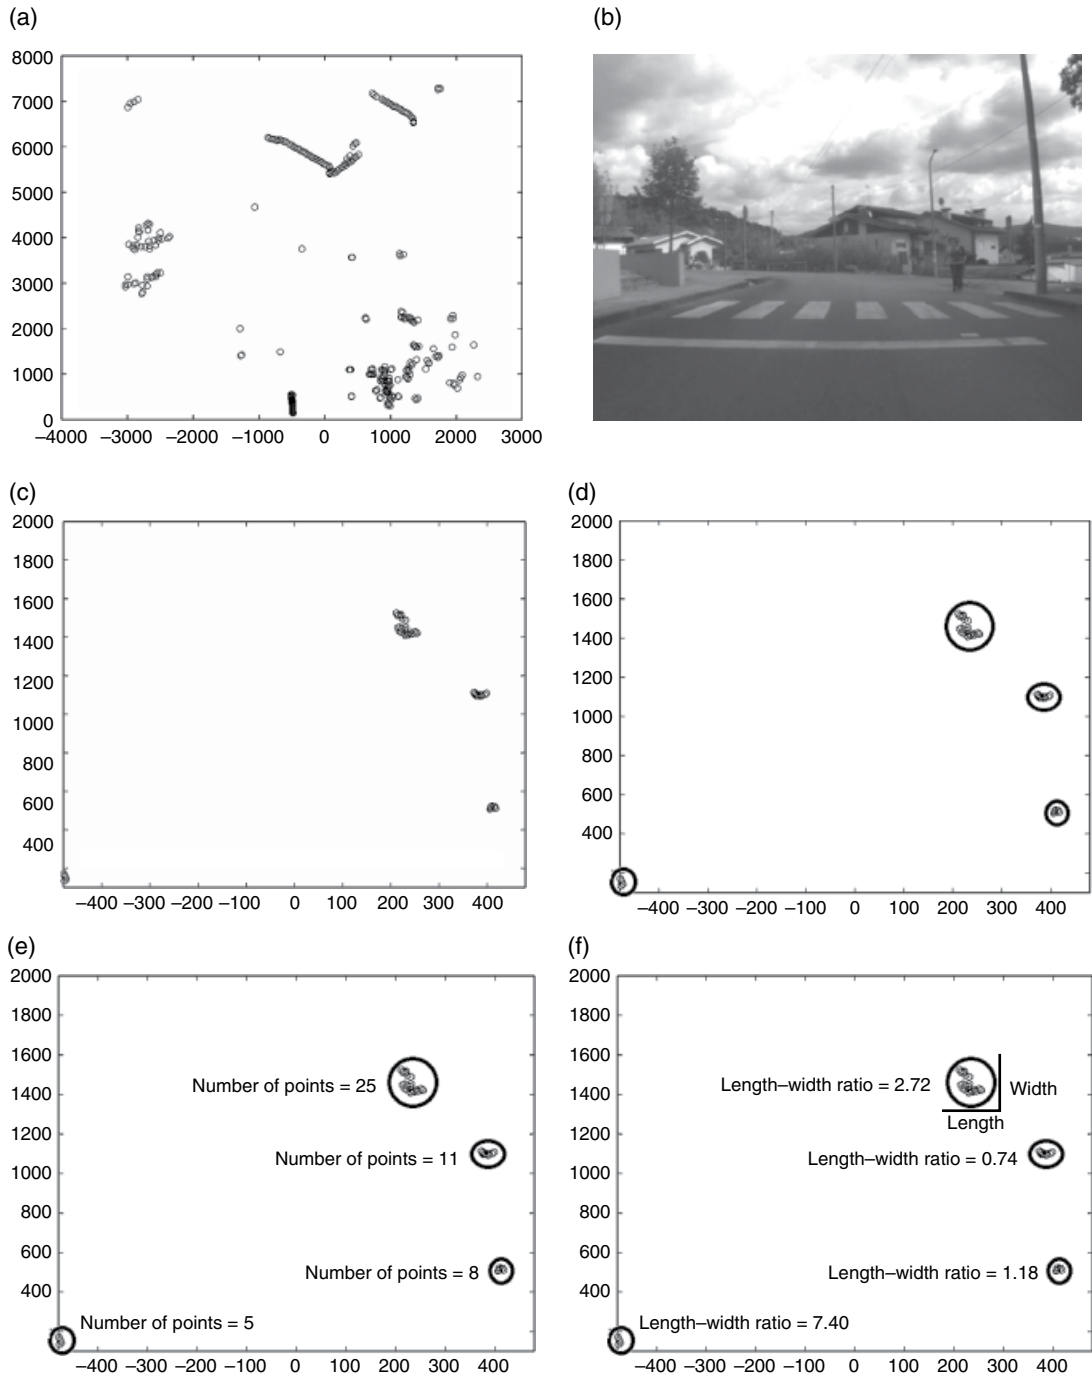 (a)
(b)
8000
7000
6000
5000
4000
3000
2000
1000
0
–4000 –3000 –2000 –1000 0 1000 2000 3000
(c)
(d)
2000
1800
1600
1400
1200
1000
800
600
400
–400 –300 –200 –100 0 100 200 300 400
2000
1800
1600
1400
1200
1000
800
600
400
–400 –300 –200 –100 0 100 200 300 400
(e)
(f)
2000
1800
1600
1400
1200
1000
800
600
400
Number of points = 25
Number of points = 11
Number of points = 8
Number of points = 5
–400 –300 –200 –100 0 100 200 300 400
2000
1800
1600
1400
1200
1000
800
600
400
Length–width ratio = 2.72
Width
Length
Length–width ratio = 0.74
Length–width ratio = 1.18
Length–width ratio = 7.40
–400 –300 –200 –100 0 100 200 300 400